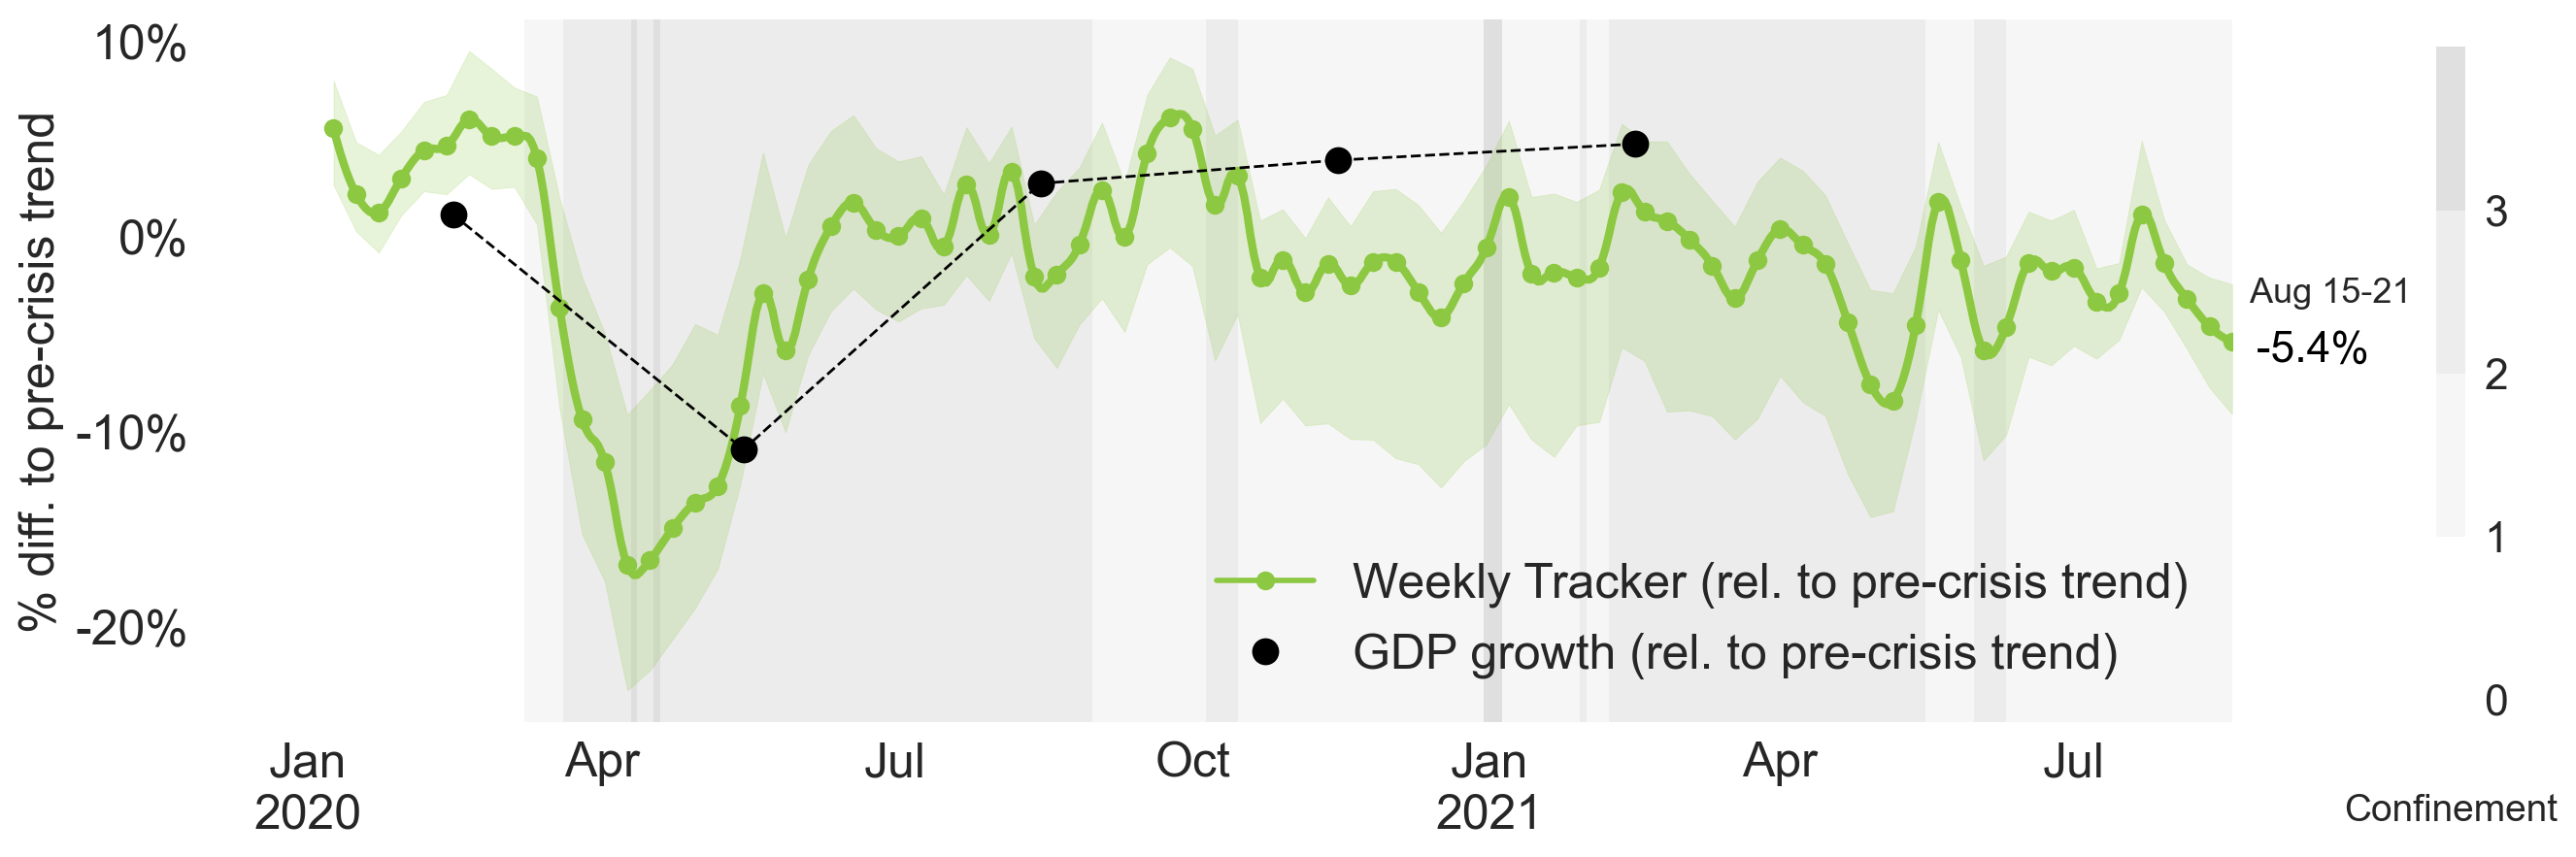 % diff. to pre-crisis trend
10%
0%
-10%
-20%
Jan
2020
Apr
Jul
Oct
Jan
2021
Apr
Jul
Weekly Tracker (rel. to pre-crisis trend)
GDP growth (rel. to pre-crisis trend)
Aug 15-21
-5.4%
3
2
1
0
Confinement